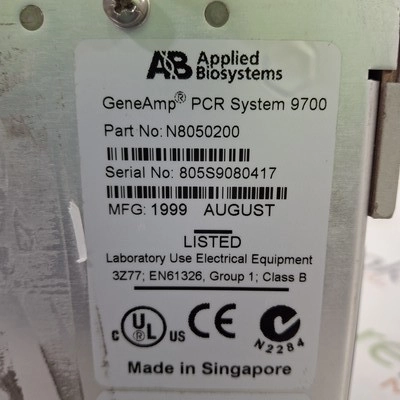 AB Applied
Biosystems
GeneAmp® PCR System 9700
Part No: N8050200
Serial No: 805S9080417
MFG: 1999 AUGUST
LISTED
Laboratory Use Electrical Equipment
3Z77; EN61326, Group 1; Class B
C UL ® US CE N2284
Made in Singapore